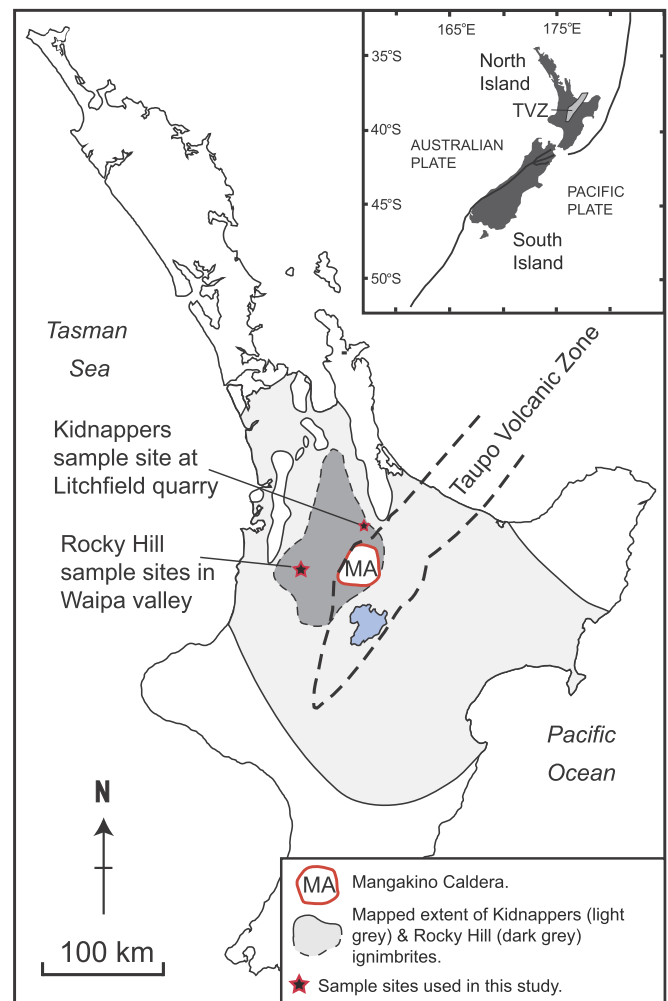 165°E
175°E
35°S
40°S
45°S
50°S
North
Island
TVZ
AUSTRALIAN
PLATE
PACIFIC
PLATE
South
Island
Tasman
Sea
Taupo Volcanic Zone
Kidnappers
sample site at
Litchfield quarry
Rocky Hill
sample sites in
Waipa valley
MA
Pacific
Ocean
N
100 km
MA
Mangakino Caldera.
Mapped extent of Kidnappers (light
grey) & Rocky Hill (dark grey)
ignimbrites.
Sample sites used in this study.